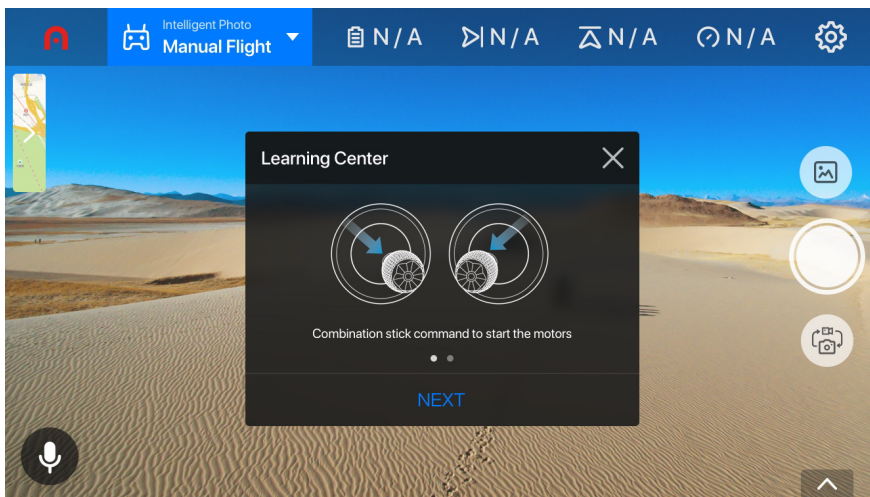 Intelligent Photo
Manual Flight
N/A
N/A
N/A
N/A
Learning Center
Combination stick command to start the motors
NEXT